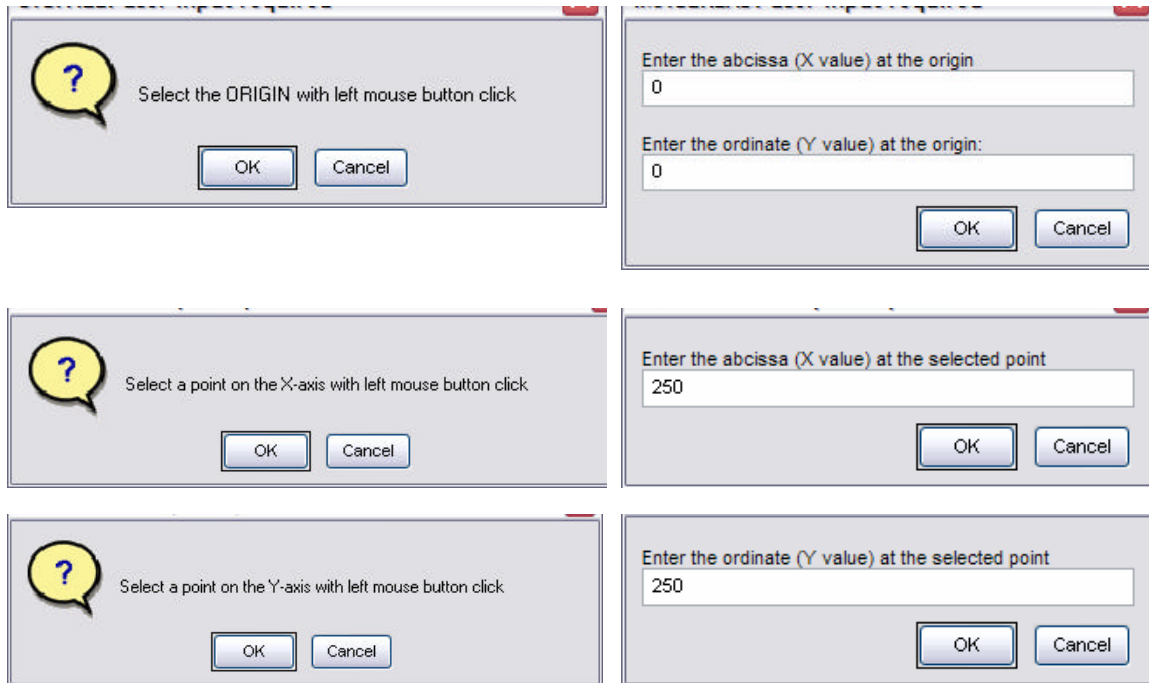 ?
Select the ORIGIN with left mouse button click
OK Cancel
Enter the abcissa (X value) at the origin
0
Enter the ordinate (Y value) at the origin:
0
OK Cancel
?
Select a point on the X-axis with left mouse button click
OK Cancel
Enter the abcissa (X value) at the selected point
250
OK Cancel
?
Select a point on the Y-axis with left mouse button click
OK Cancel
Enter the ordinate (Y value) at the selected point
250
OK Cancel